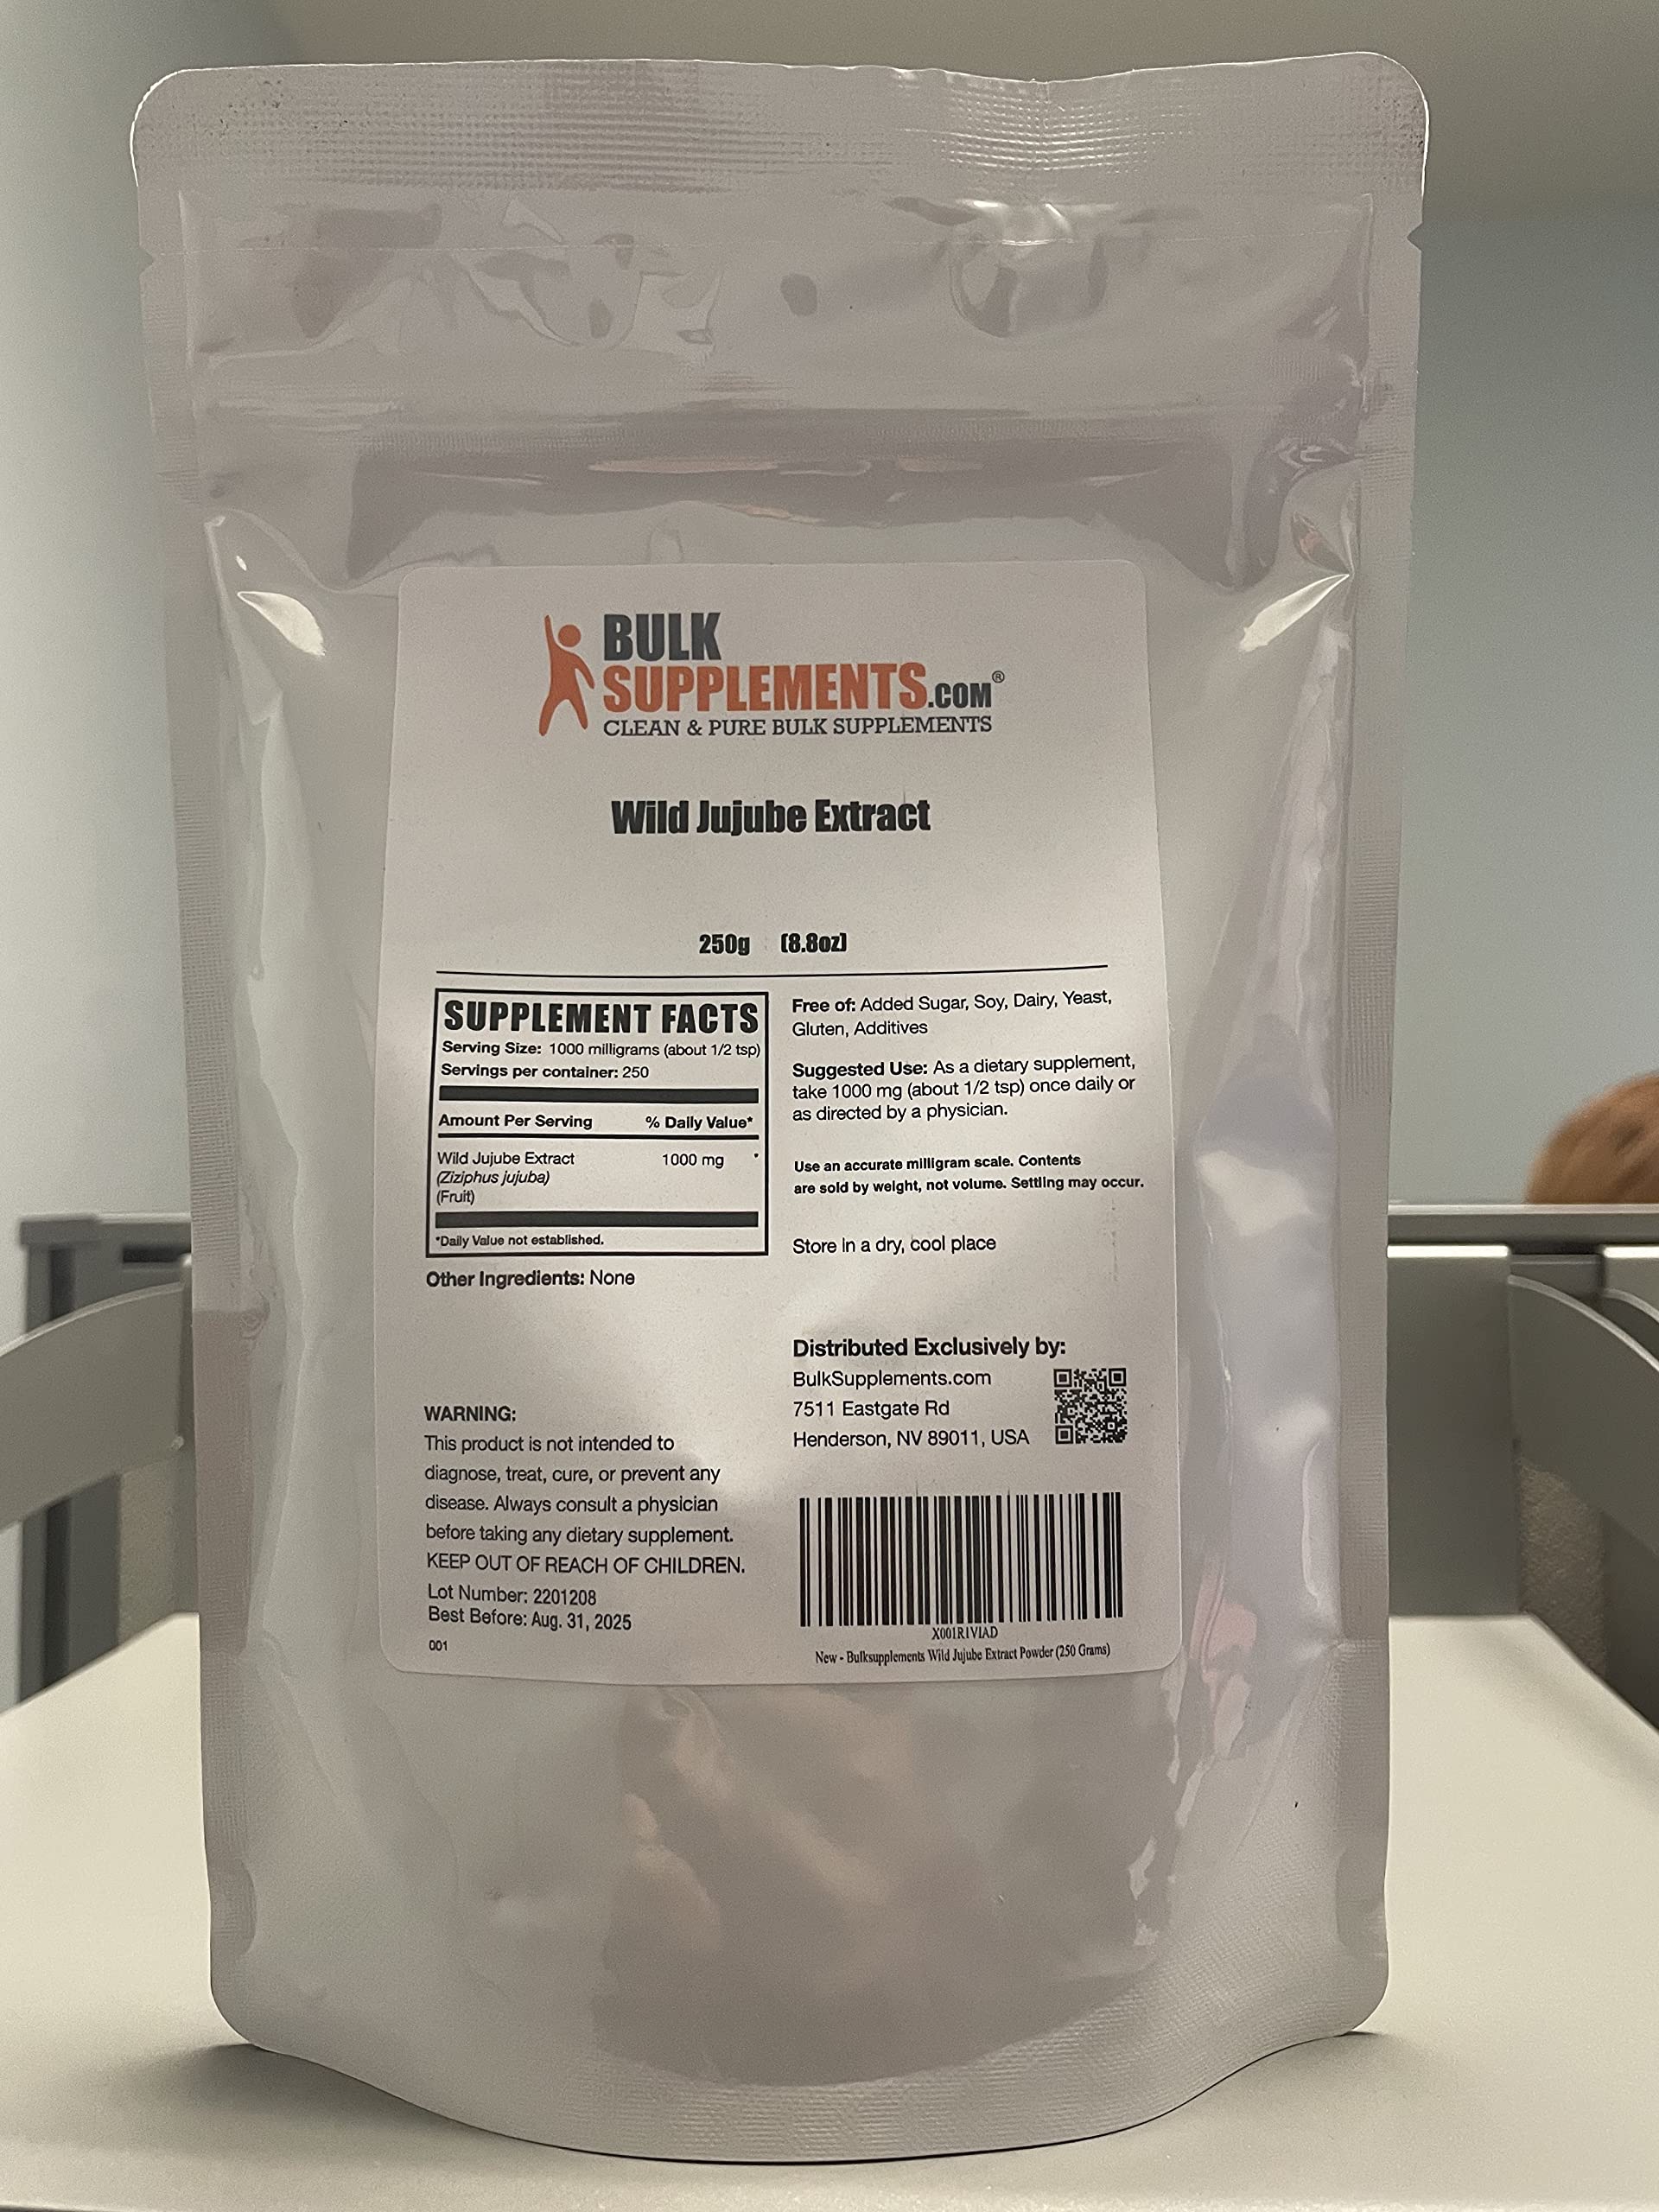 BULK
SUPPLEMENTS.COM®
CLEAN & PURE BULK SUPPLEMENTS
Wild Jujube Extract
250g (8.8oz)
SUPPLEMENT FACTS
Serving Size: 1000 milligrams (about 1/2 tsp)
Servings per container: 250
Amount Per Serving % Daily Value*
Wild Jujube Extract 1000 mg *
(Ziziphus jujuba)
(Fruit)
*Daily Value not established.
Other Ingredients: None
Free of: Added Sugar, Soy, Dairy, Yeast,
Gluten, Additives
Suggested Use: As a dietary supplement,
take 1000 mg (about 1/2 tsp) once daily or
as directed by a physician.
Use an accurate milligram scale. Contents
are sold by weight, not volume. Settling may occur.
Store in a dry, cool place
WARNING:
This product is not intended to
diagnose, treat, cure, or prevent any
disease. Always consult a physician
before taking any dietary supplement.
KEEP OUT OF REACH OF CHILDREN.
Lot Number: 2201208
Best Before: Aug. 31, 2025
001
Distributed Exclusively by:
BulkSupplements.com
7511 Eastgate Rd
Henderson, NV 89011, USA
X001R1VIAD
New - Bulksupplements Wild Jujube Extract Powder (250 Grams)